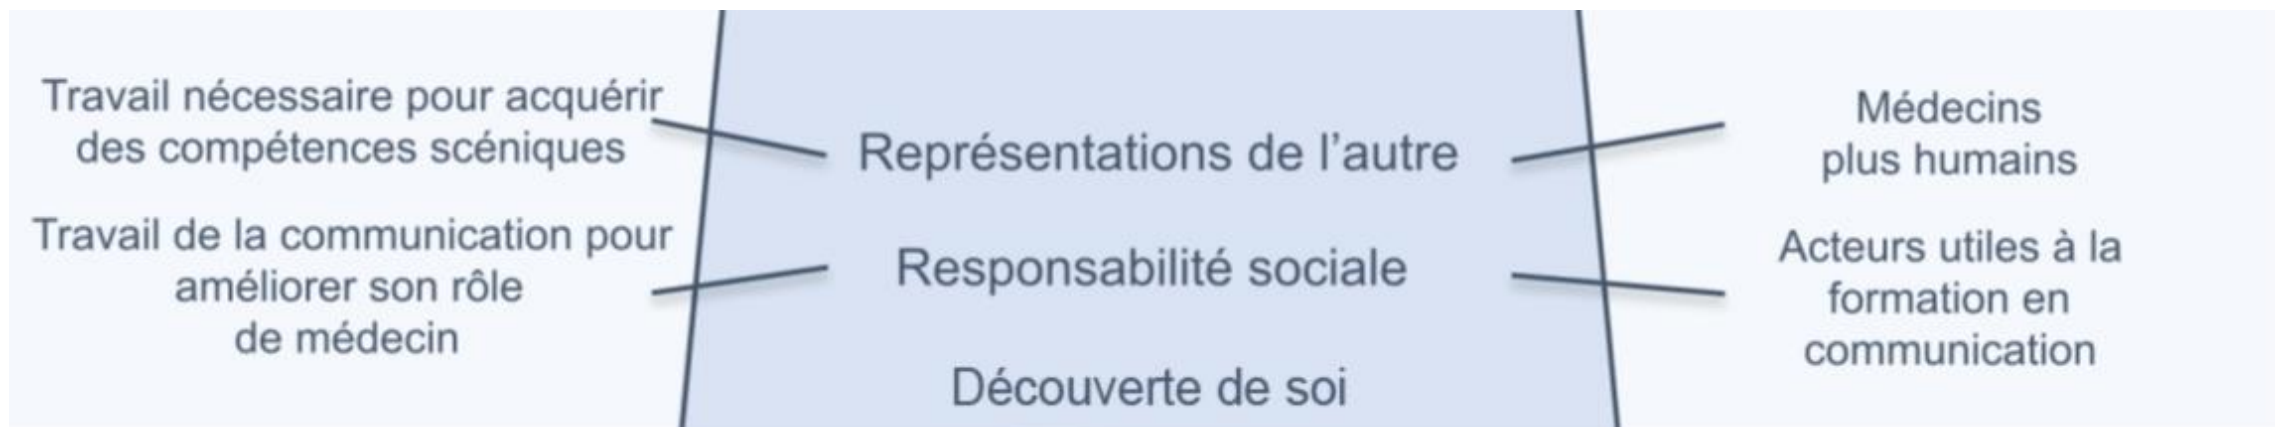 Travail nécessaire pour acquérir
des compétences scéniques
Travail de la communication pour
améliorer son rôle
de médecin
Représentations de l’autre
Responsabilité sociale
Découverte de soi
Médecins
plus humains
Acteurs utiles à la
formation en
communication